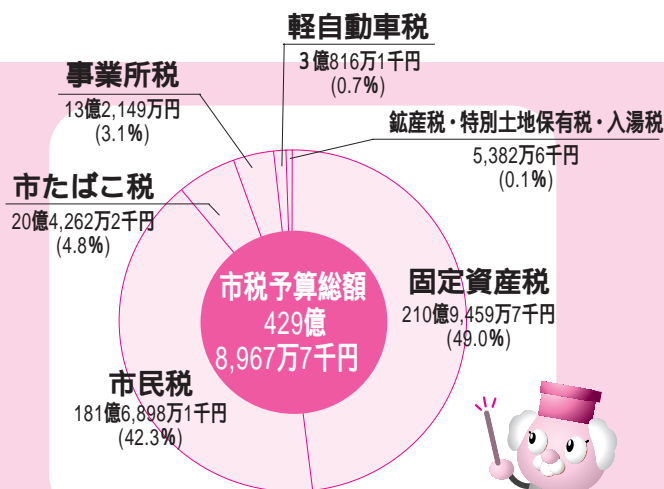 軽自動車税
3億816万1千円
(0.7%)
事業所税
13億2,149万円
(3.1%)
鉱産税・特別土地保有税・入湯税
5,382万6千円
(0.1%)
市たばこ税
20億4,262万2千円
(4.8%)
市税予算総額
429億
8,967万7千円
固定資産税
210億9,459万7千円
(49.0%)
市民税
181億6,898万1千円
(42.3%)